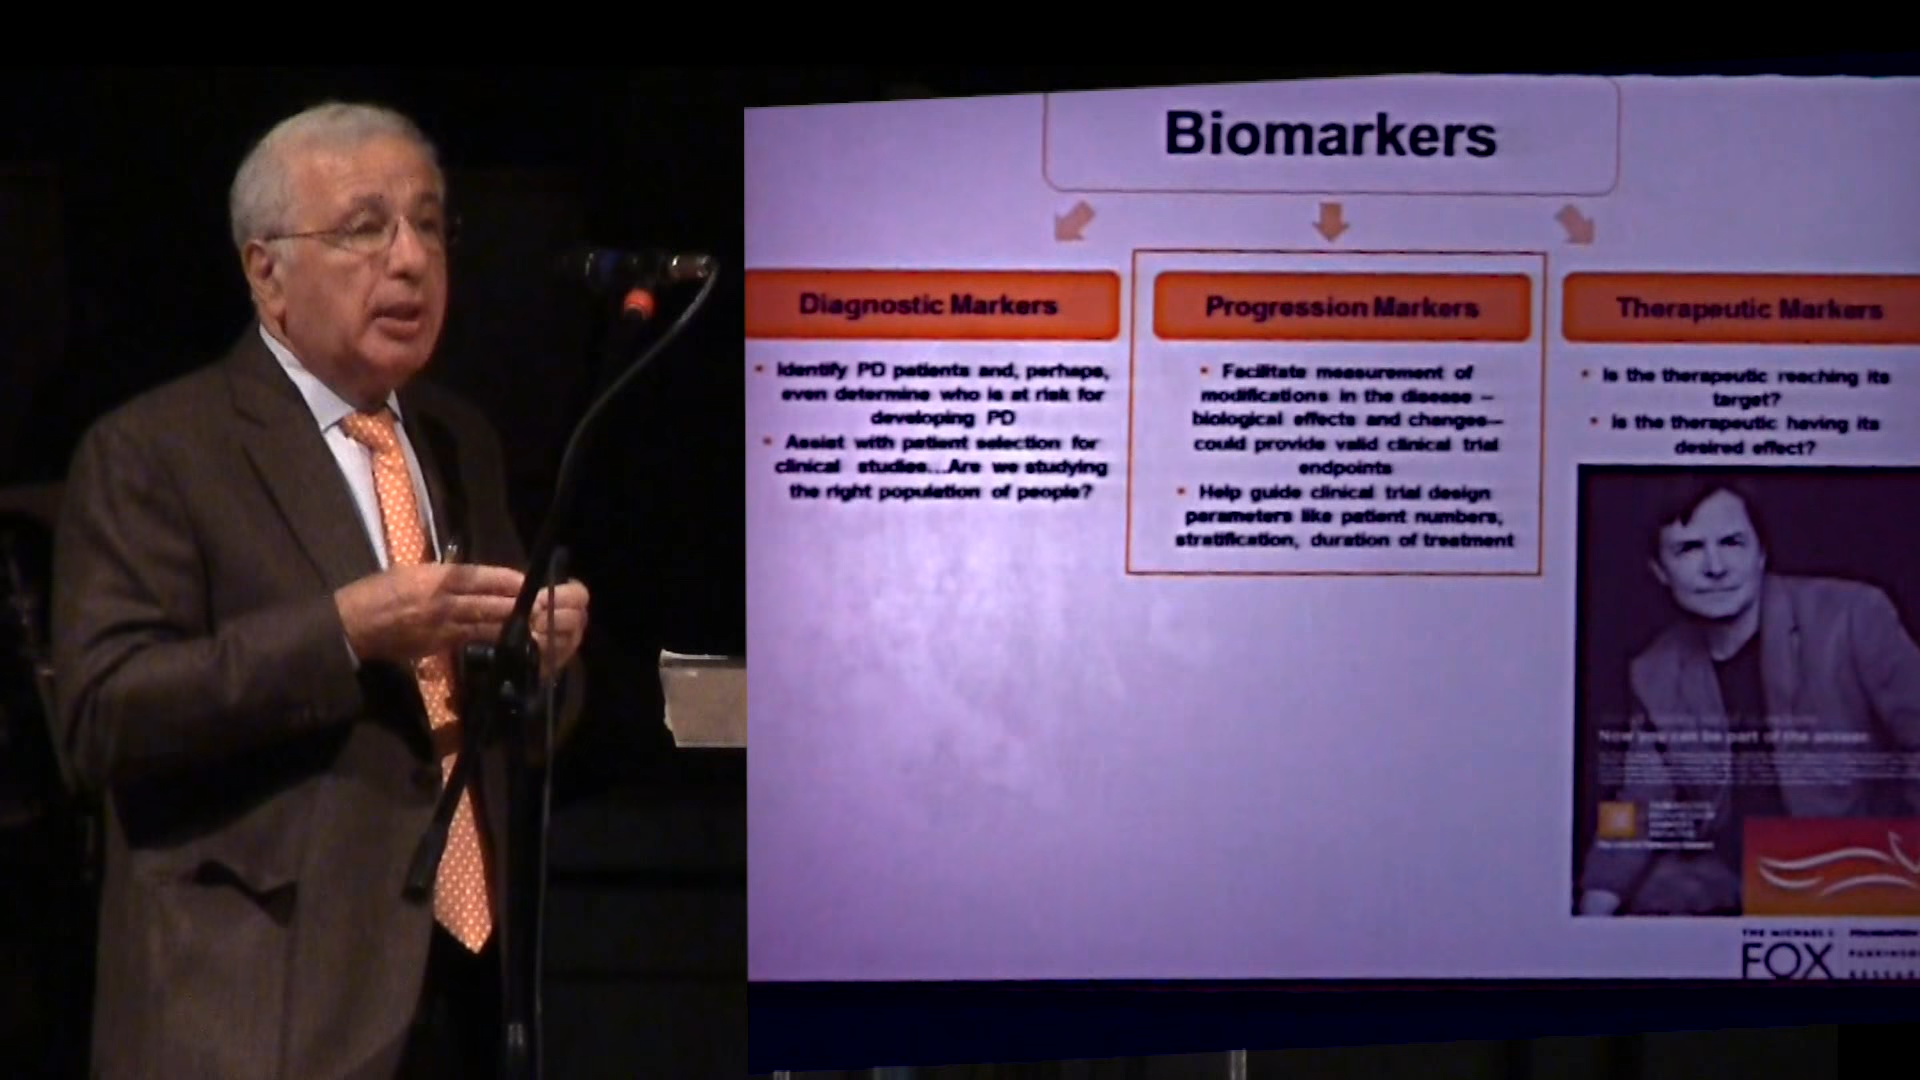 Biomarkers
Diagnostic Markers
• Identify PD patients and, perhaps,
even determine who is at risk for
developing PD
• Assist with patient selection for
clinical studies...Are we studying
the right population of people?
Progression Markers
• Facilitate measurement of
modifications in the disease –
biological effects and changes–
could provide valid clinical trial
endpoints
• Help guide clinical trial design
parameters like patient numbers,
stratification, duration of treatment
Therapeutic Markers
• Is the therapeutic reaching its
target?
• Is the therapeutic having its
desired effect?
Now you can be part of the answer.
THE MICHAEL J.
FOX